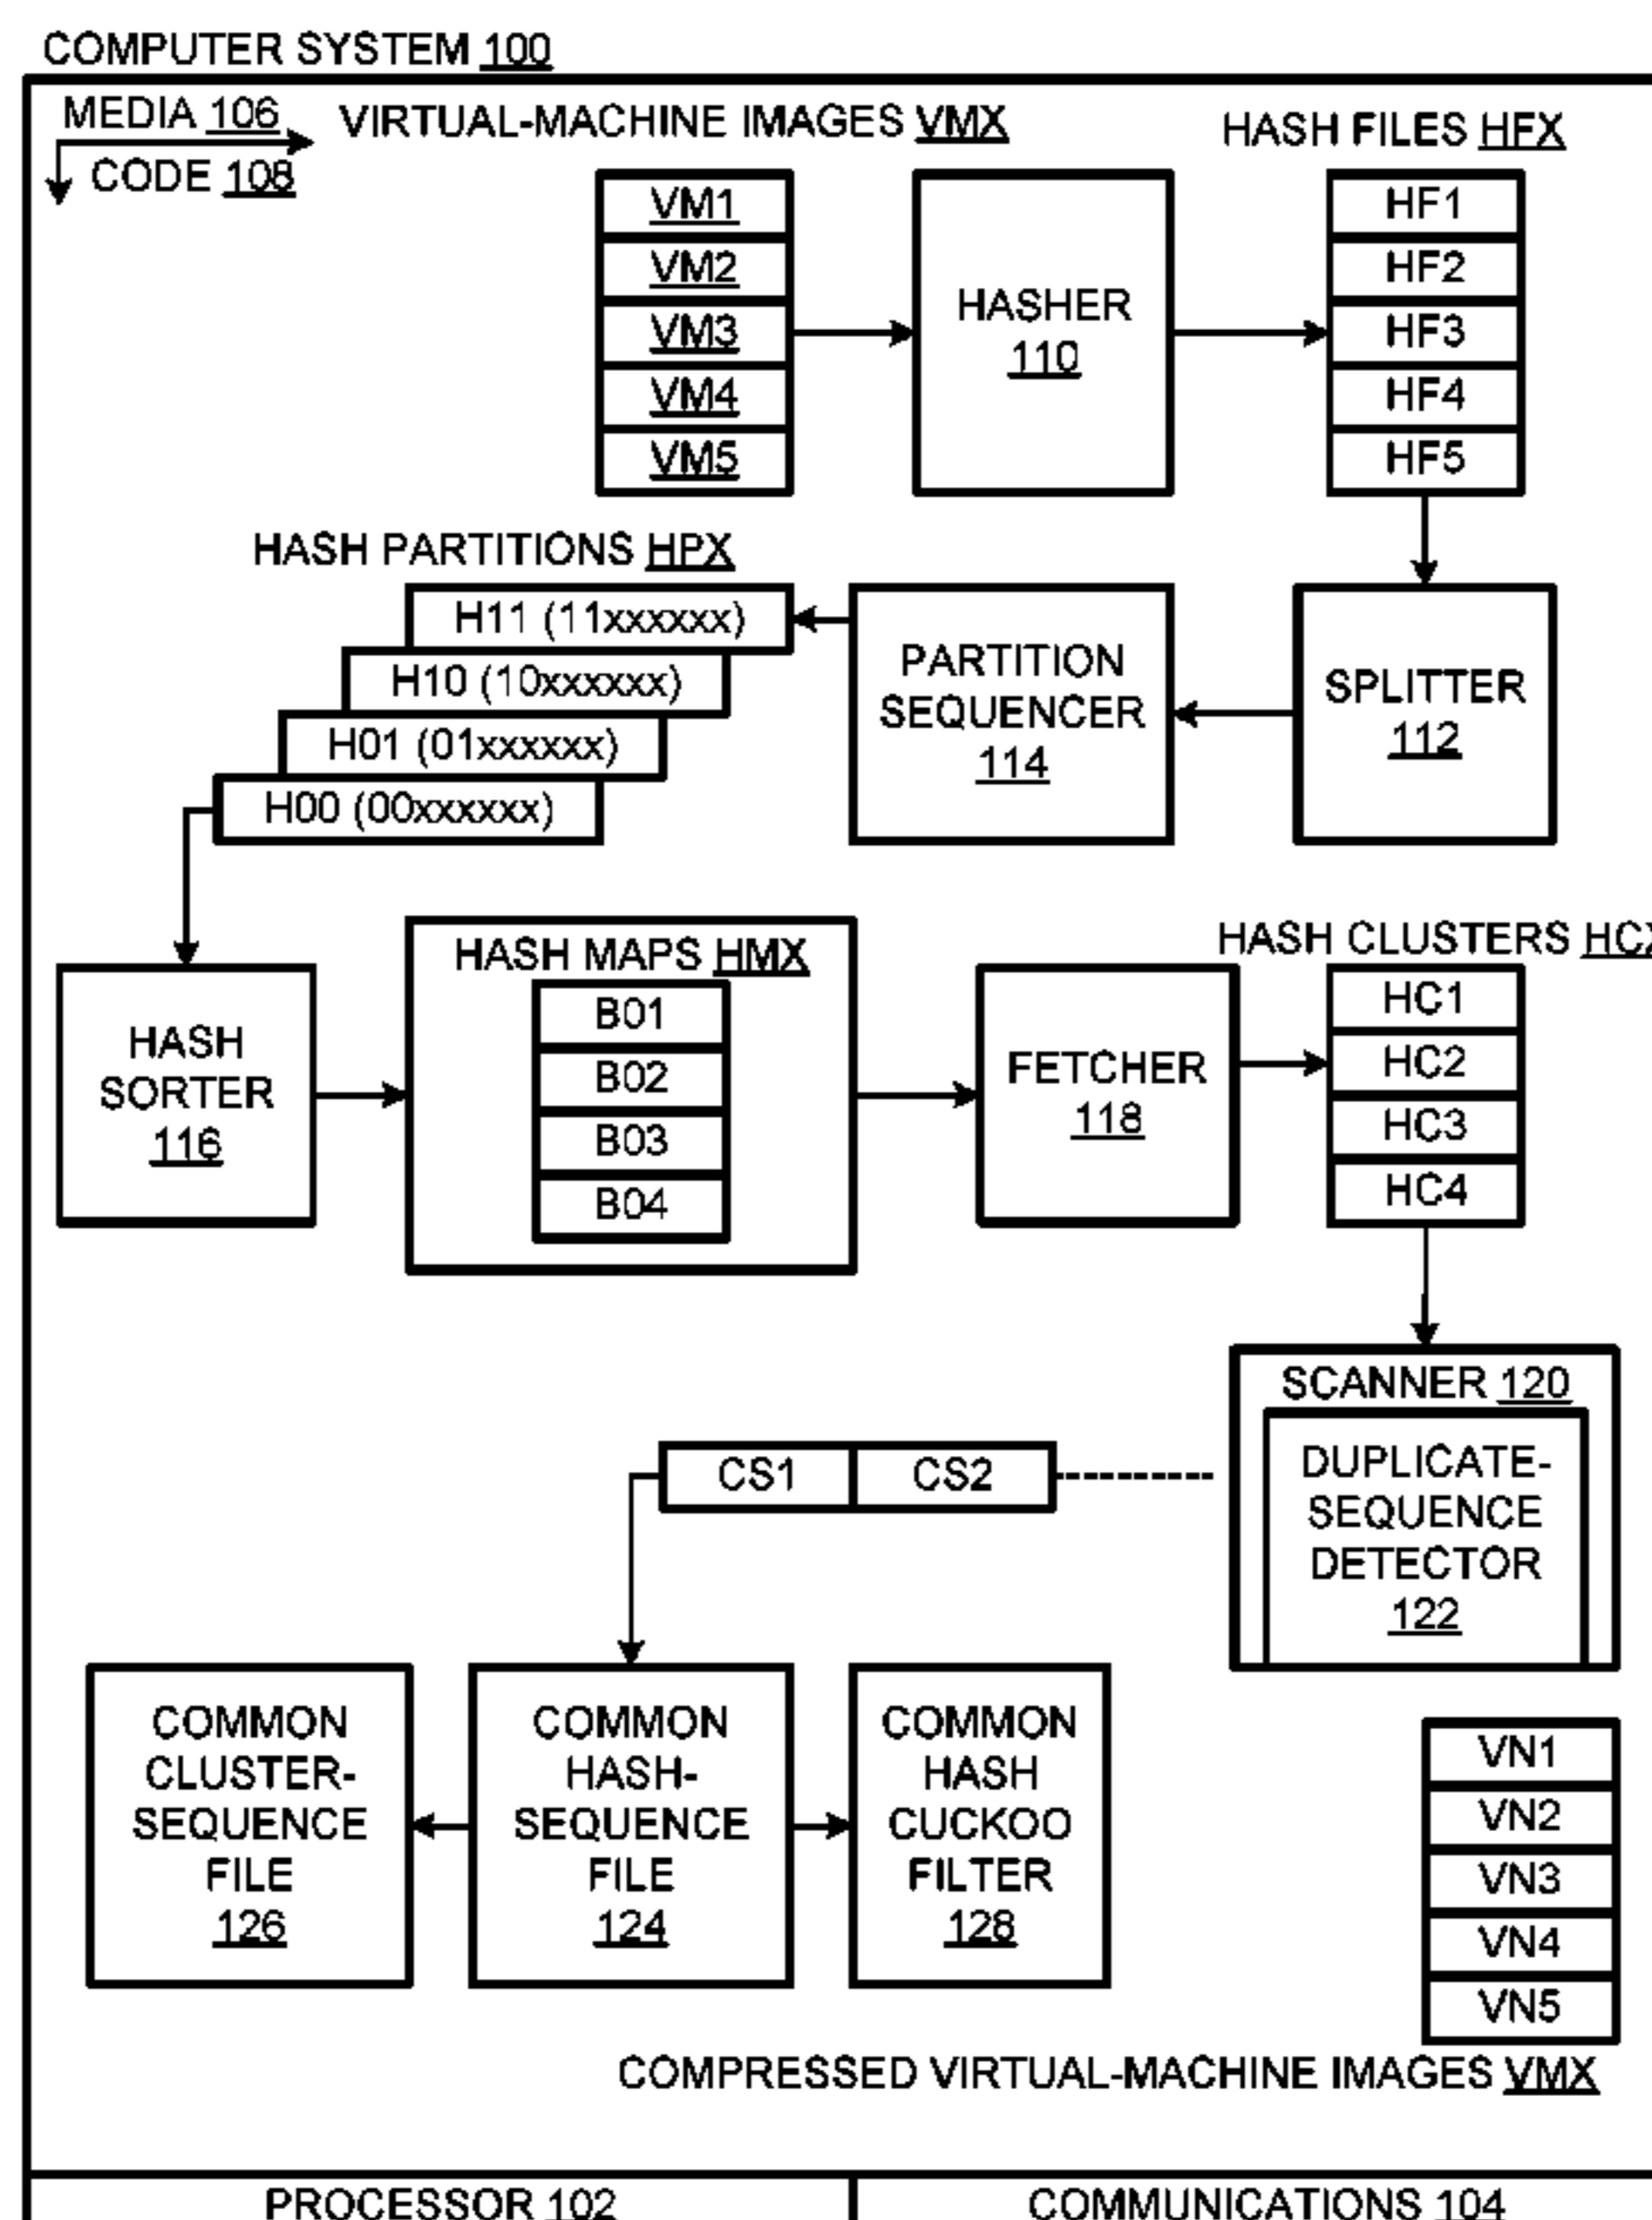 COMPUTER SYSTEM 100
MEDIA 106
CODE 108
VIRTUAL-MACHINE IMAGES VMX
HASH FILES HFX
VM1
VM2
VM3
VM4
VM5
HASHER
110
HF1
HF2
HF3
HF4
HF5
HASH PARTITIONS HPX
H11 (11xxxxxx)
H10 (10xxxxxx)
H01 (01xxxxxx)
H00 (00xxxxxx)
PARTITION
SEQUENCER
114
SPLITTER
112
HASH
SORTER
116
HASH MAPS HMX
B01
B02
B03
B04
FETCHER
118
HASH CLUSTERS HCX
HC1
HC2
HC3
HC4
SCANNER 120
DUPLICATE-
SEQUENCE
DETECTOR
122
CS1
CS2
COMMON
CLUSTER-
SEQUENCE
FILE
126
COMMON
HASH-
SEQUENCE
FILE
124
COMMON
HASH
CUCKOO
FILTER
128
VN1
VN2
VN3
VN4
VN5
COMPRESSED VIRTUAL-MACHINE IMAGES VMX
PROCESSOR 102
COMMUNICATIONS 104